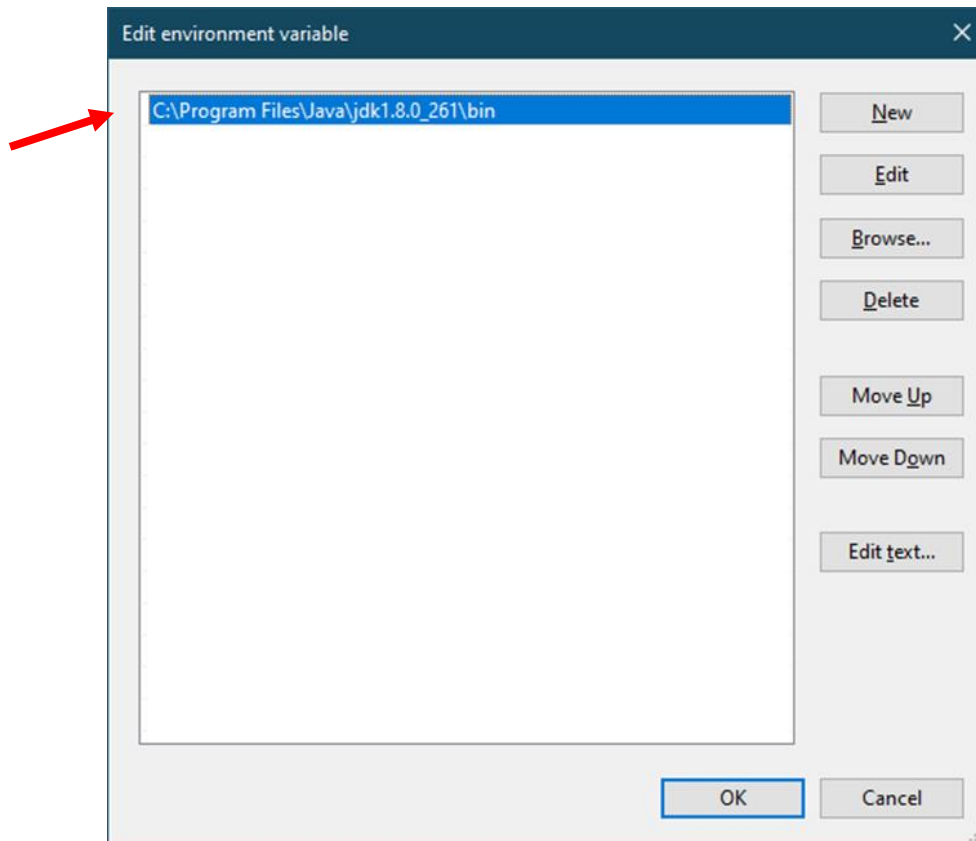 Edit environment variable
C:\Program Files\Java\jdk1.8.0_261\bin
New
Edit
Browse...
Delete
Move Up
Move Down
Edit text...
OK
Cancel